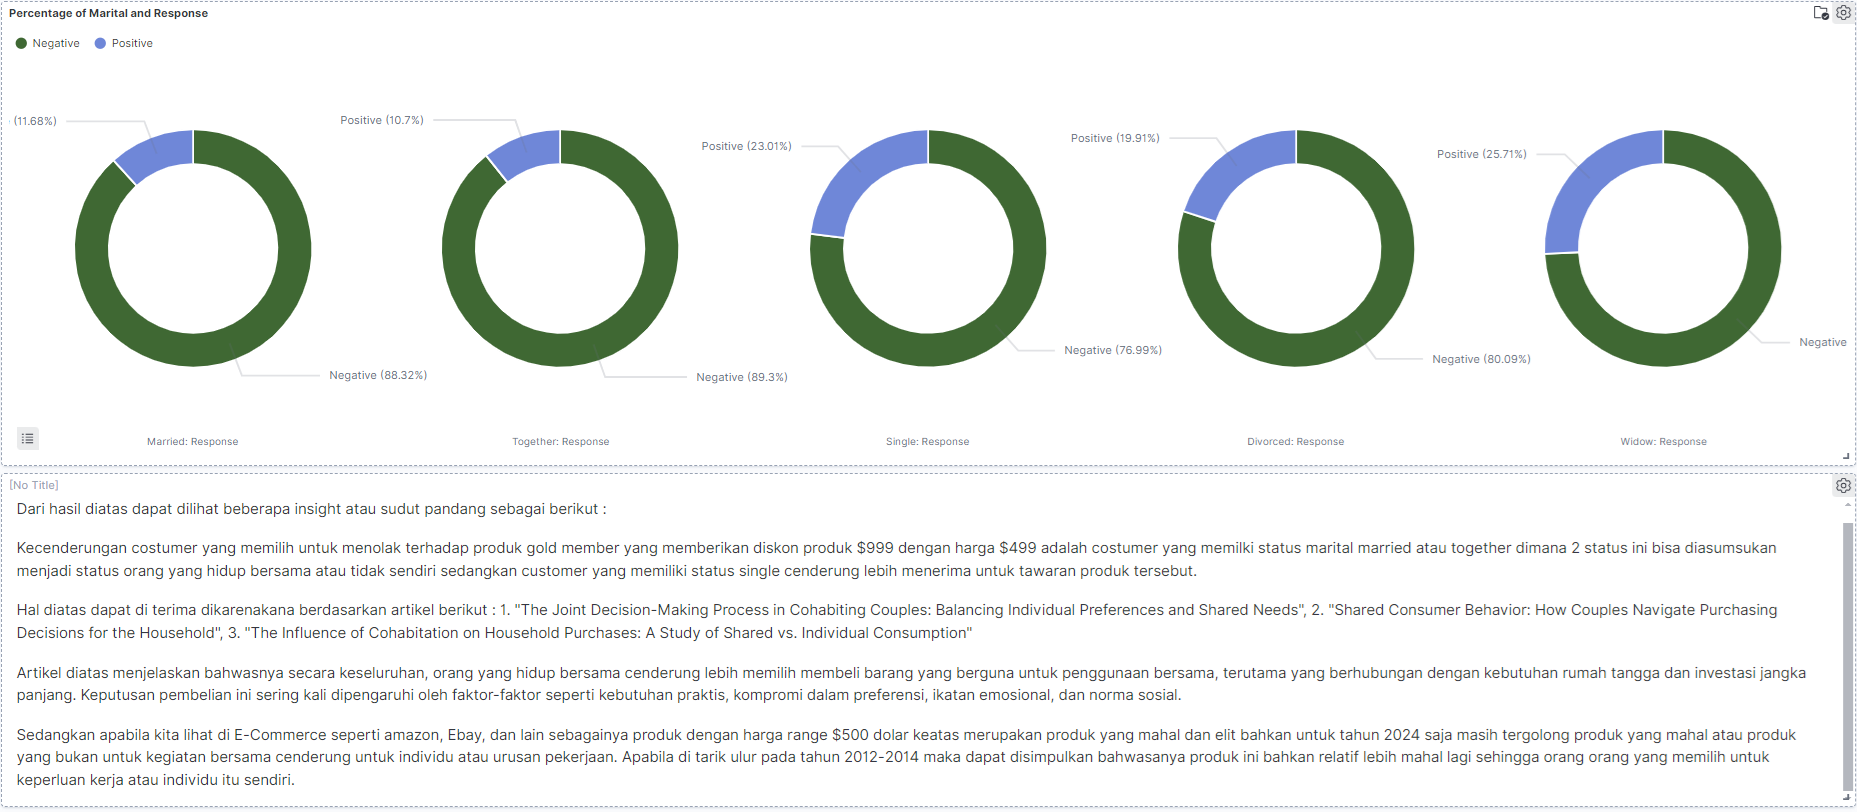 Percentage of Marital and Response
Negative Positive
(11.68%)
Positive (10.7%)
Positive (23.01%)
Positive (19.91%)
Positive (25.71%)
Negative (88.32%)
Negative (89.3%)
Negative (76.99%)
Negative (80.09%)
Negative
Married: Response
Together: Response
Single: Response
Divorced: Response
Widow: Response
[No Title]
Dari hasil diatas dapat dilihat beberapa insight atau sudut pandang sebagai berikut :
Kecenderungan costumer yang memilih untuk menolak terhadap produk gold member yang memberikan diskon produk $999 dengan harga $499 adalah costumer yang memilki status marital married atau together dimana 2 status ini bisa diasumsukan
menjadi status orang yang hidup bersama atau tidak sendiri sedangkan customer yang memiliki status single cenderung lebih menerima untuk tawaran produk tersebut.
Hal diatas dapat di terima dikarenakana berdasarkan artikel berikut : 1. "The Joint Decision-Making Process in Cohabiting Couples: Balancing Individual Preferences and Shared Needs", 2. "Shared Consumer Behavior: How Couples Navigate Purchasing
Decisions for the Household", 3. "The Influence of Cohabitation on Household Purchases: A Study of Shared vs. Individual Consumption"
Artikel diatas menjelaskan bahwasnya secara keseluruhan, orang yang hidup bersama cenderung lebih memilih membeli barang yang berguna untuk penggunaan bersama, terutama yang berhubungan dengan kebutuhan rumah tangga dan investasi jangka
panjang. Keputusan pembelian ini sering kali dipengaruhi oleh faktor-faktor seperti kebutuhan praktis, kompromi dalam preferensi, ikatan emosional, dan norma sosial.
Sedangkan apabila kita lihat di E-Commerce seperti amazon, Ebay, dan lain sebagainya produk dengan harga range $500 dolar keatas merupakan produk yang mahal dan elit bahkan untuk tahun 2024 saja masih tergolong produk yang mahal atau produk
yang bukan untuk kegiatan bersama cenderung untuk individu atau urusan pekerjaan. Apabila di tarik ulur pada tahun 2012-2014 maka dapat disimpulkan bahwasanya produk ini bahkan relatif lebih mahal lagi sehingga orang orang yang memilih untuk
keperluan kerja atau individu itu sendiri.